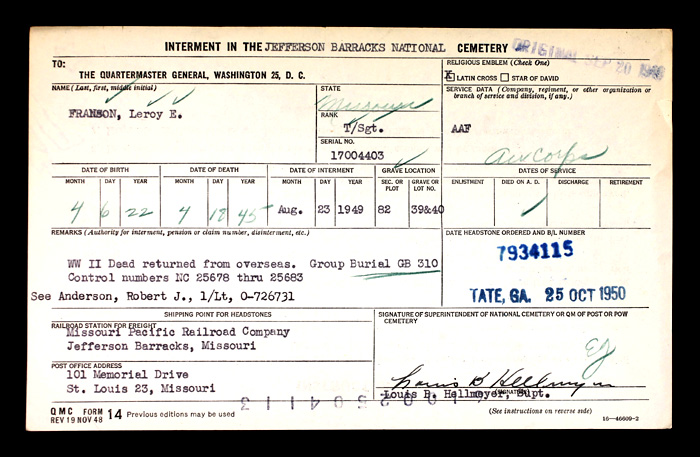 INTERMENT IN THE JEFFERSON BARRACKS NATIONAL CEMETERY
ORIGINAL SEP 20 1949
TO:
THE QUARTERMASTER GENERAL, WASHINGTON 25, D. C.
RELIGIOUS EMBLEM (Check One)
X LATIN CROSS STAR OF DAVID
NAME (Last, first, middle initial)
FRANSON, Leroy E.
STATE
Missouri
RANK
T/Sgt.
SERIAL NO.
17004403
SERVICE DATA (Company, regiment, or other organization or branch of service and division, if any.)
AAF
Air Corps
DATE OF BIRTH DATE OF DEATH DATE OF INTERMENT GRAVE LOCATION DATES OF SERVICE
MONTH DAY YEAR MONTH DAY YEAR MONTH DAY YEAR SEC. OR PLOT GRAVE OR LOT NO. ENLISTMENT DIED ON A. D. DISCHARGE RETIREMENT
4 6 22 4 18 45 Aug. 23 1949 82 39&40
REMARKS (Authority for interment, pension or claim number, disinterment, etc.)
WW II Dead returned from overseas. Group Burial GB 310
Control numbers NC 25678 thru 25683
See Anderson, Robert J., 1/Lt, O-726731
DATE HEADSTONE ORDERED AND B/L NUMBER
7934115
TATE, GA. 25 OCT 1950
SHIPPING POINT FOR HEADSTONES
RAILROAD STATION FOR FREIGHT
Missouri Pacific Railroad Company
Jefferson Barracks, Missouri
POST OFFICE ADDRESS
101 Memorial Drive
St. Louis 23, Missouri
SIGNATURE OF SUPERINTENDENT OF NATIONAL CEMETERY OR QM OF POST OR POW CEMETERY
Louis B Hellmeyer
(SIGNATURE)
Louis B. Hellmeyer, Supt.
QMC FORM 14 Previous editions may be used
REV 19 NOV 48
(See instructions on reverse side)
16—46609-2